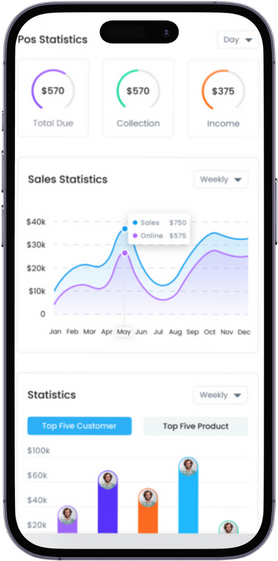 Pos Statistics Day
$570 $570 $375
Total Due Collection Income
Sales Statistics Weekly
$40k
Sales $750
Online $575
$30k
$20k
$10k
0
Jan Feb Mar Apr May Jun Jul Aug Sep Oct Nov Dec
Statistics Weekly
Top Five Customer Top Five Product
$100k
$60k
$40k
$20k